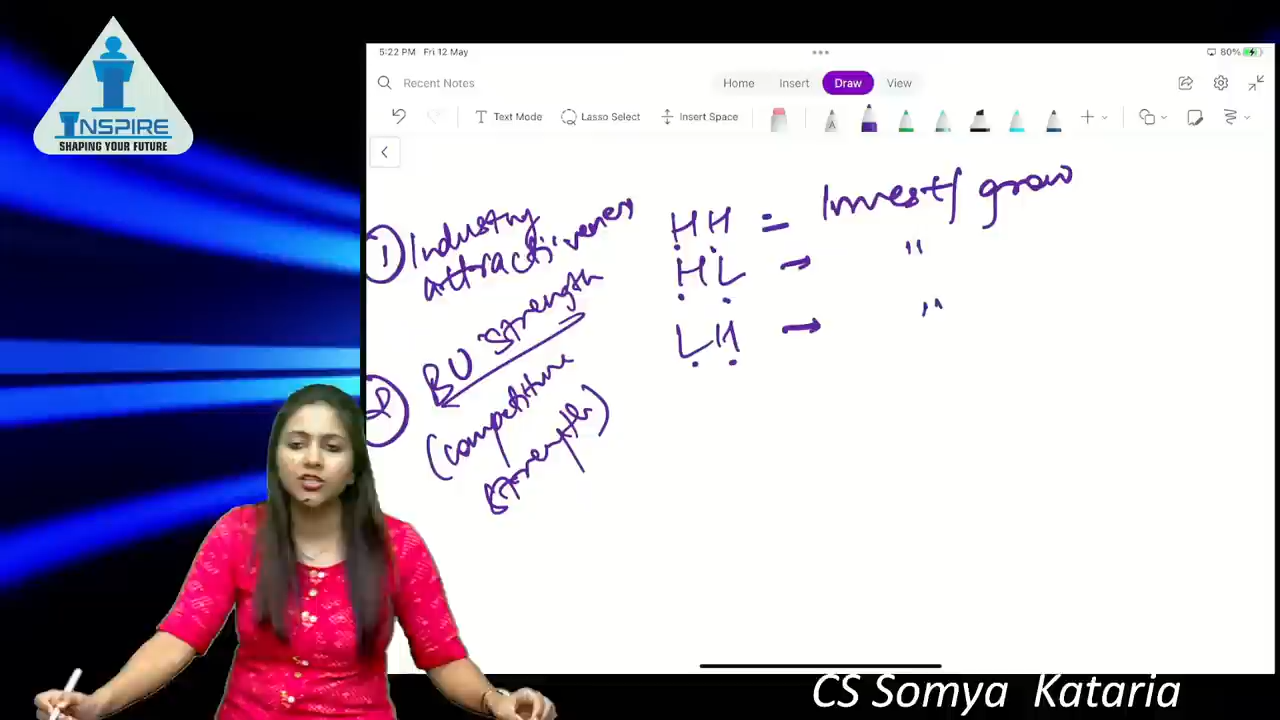 INSPIRE
SHAPING YOUR FUTURE
5:22 PM Fri 12 May
80%
Recent Notes
Home Insert Draw View
Text Mode Lasso Select Insert Space
① Industry attractiveness
② BU Strength
(competitive strength)
HH = Invest/ grow
HL → "
LH → "
CS Somya Kataria